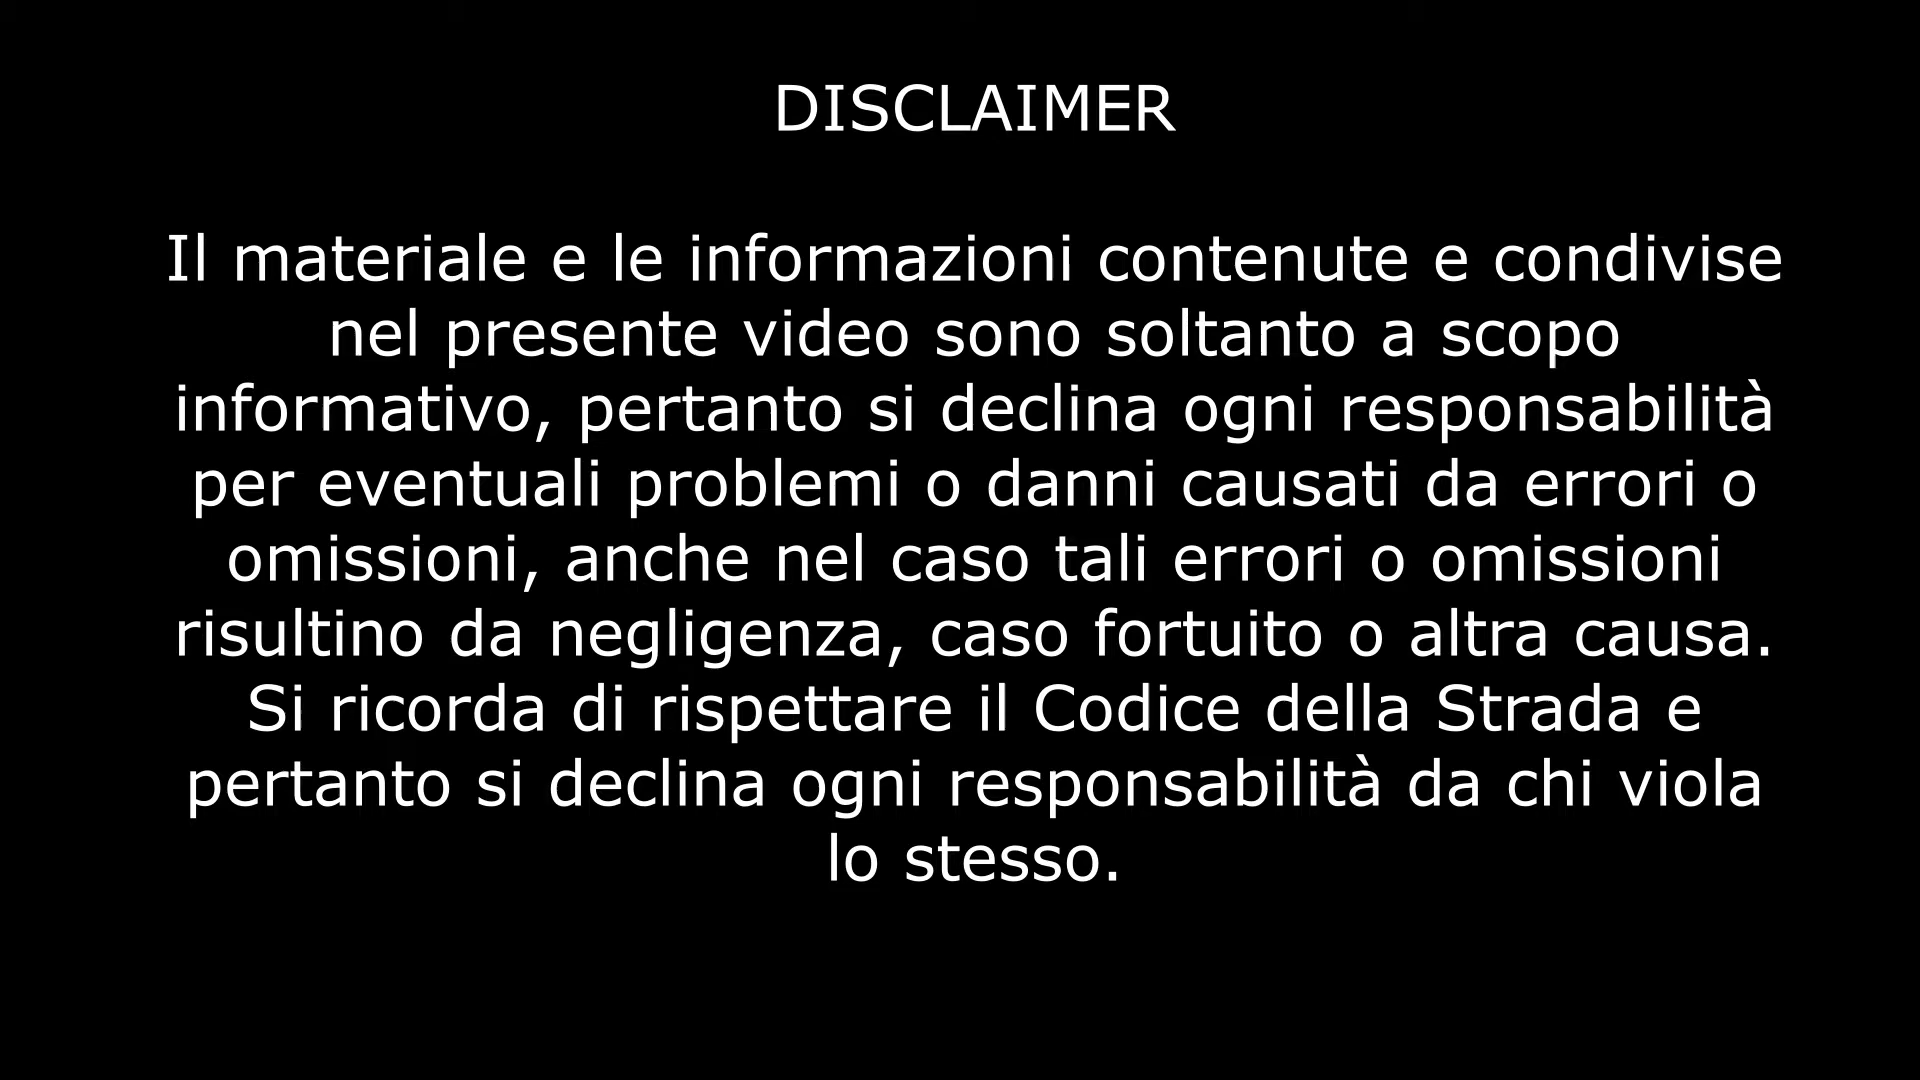 DISCLAIMER
Il materiale e le informazioni contenute e condivise
nel presente video sono soltanto a scopo
informativo, pertanto si declina ogni responsabilità
per eventuali problemi o danni causati da errori o
omissioni, anche nel caso tali errori o omissioni
risultino da negligenza, caso fortuito o altra causa.
Si ricorda di rispettare il Codice della Strada e
pertanto si declina ogni responsabilità da chi viola
lo stesso.